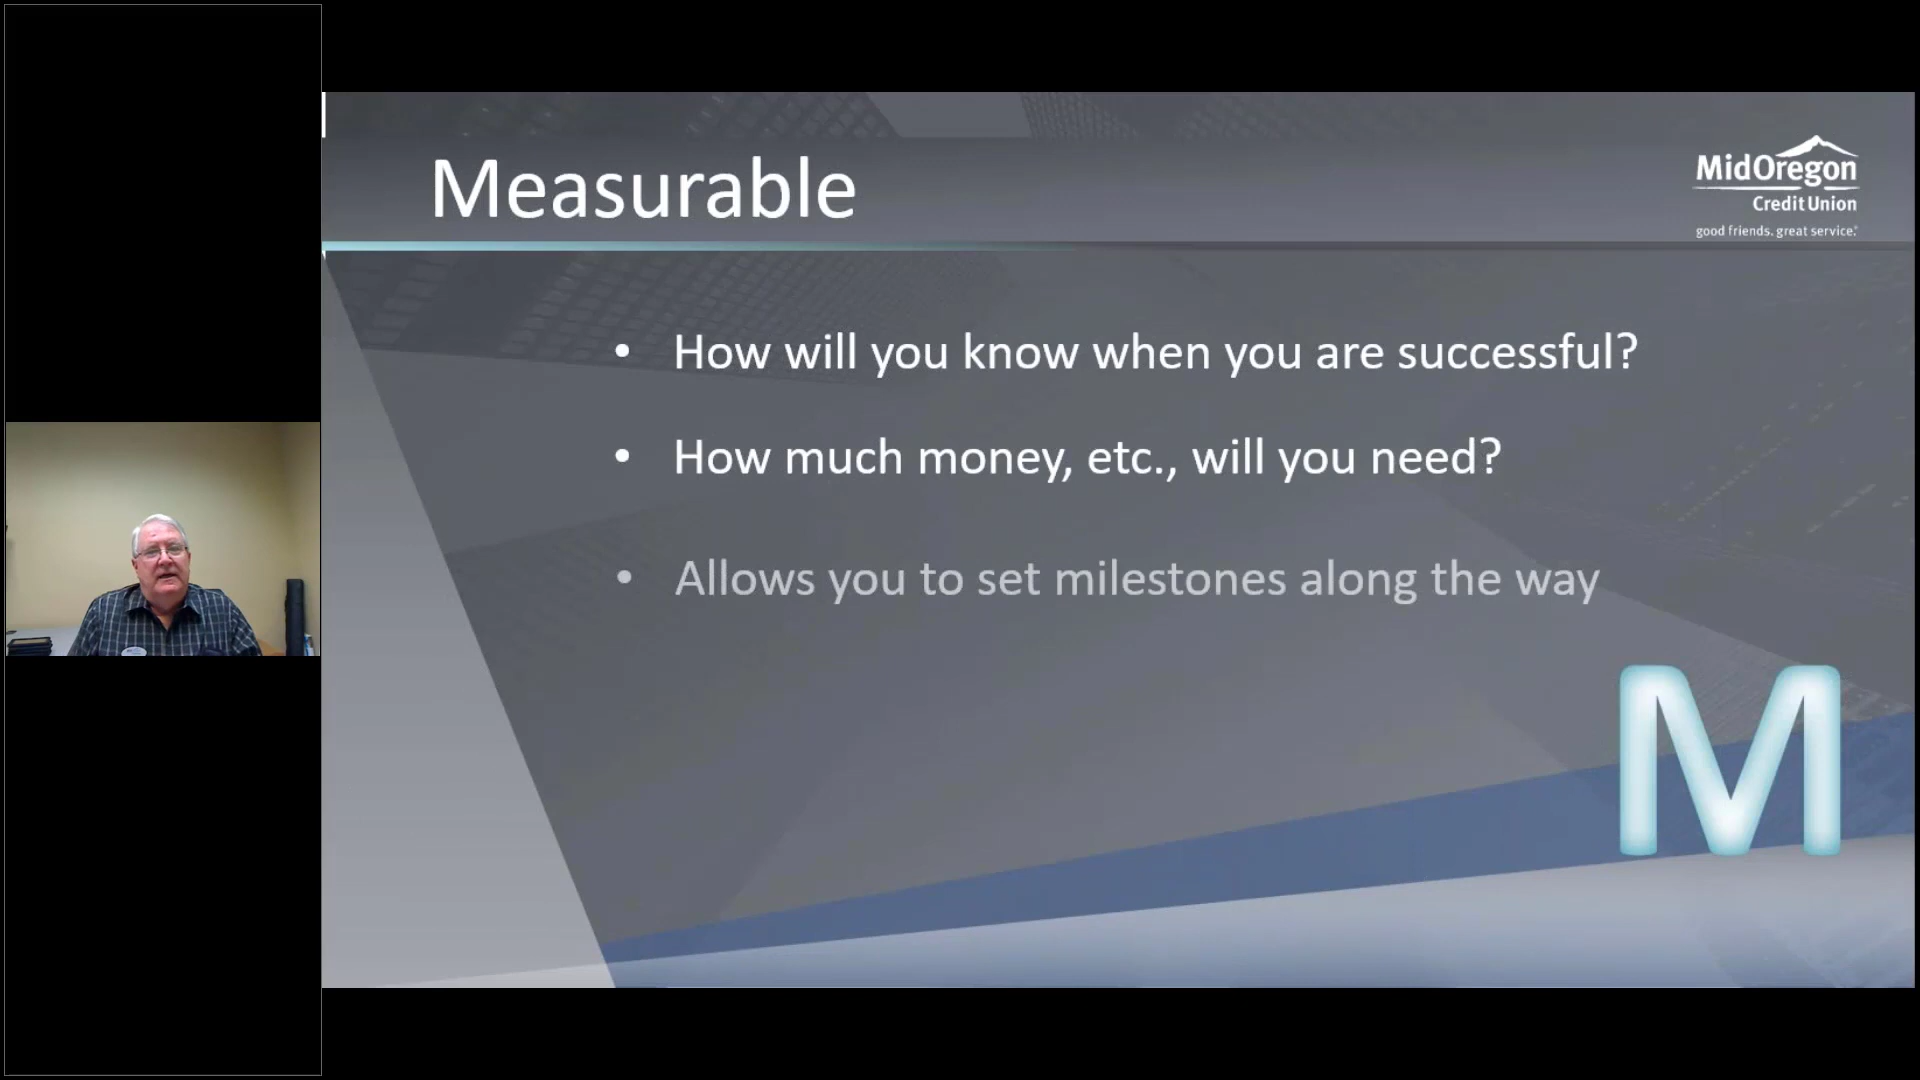 Measurable
MidOregon
Credit Union
good friends. great service.
• How will you know when you are successful?
• How much money, etc., will you need?
• Allows you to set milestones along the way
M